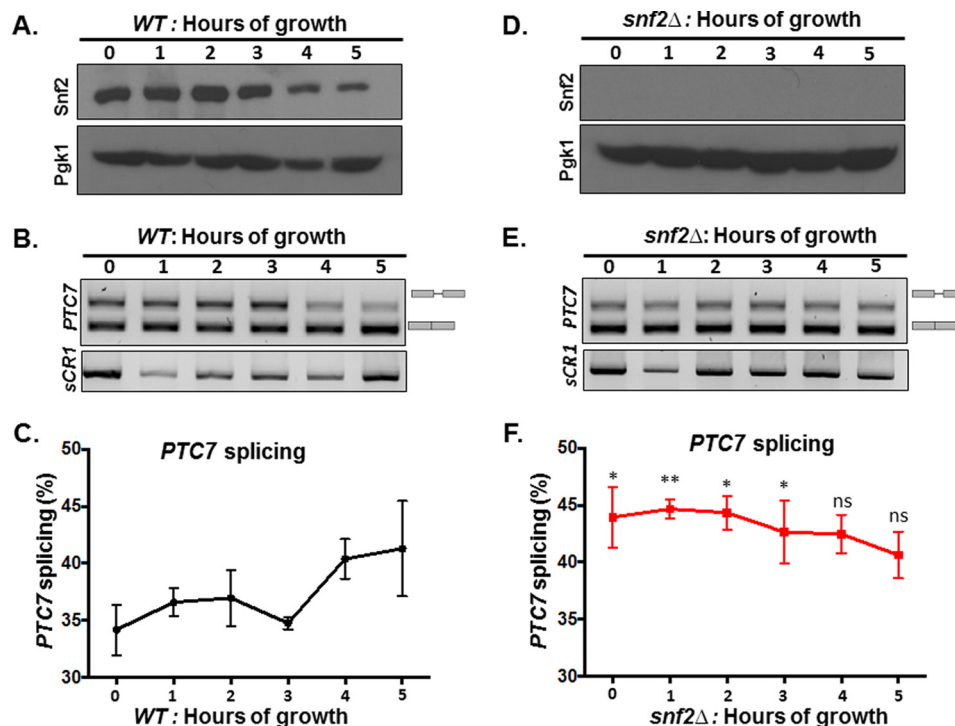 A.
WT : Hours of growth
0 1 2 3 4 5
Snf2
Pgk1
B.
WT: Hours of growth
0 1 2 3 4 5
PTC7
sCR1
C.
PTC7 splicing
PTC7 splicing (%)
50
45
40
35
30
0 1 2 3 4 5
WT : Hours of growth
D.
snf2Δ: Hours of growth
0 1 2 3 4 5
Snf2
Pgk1
E.
snf2Δ: Hours of growth
0 1 2 3 4 5
PTC7
sCR1
F.
PTC7 splicing
PTC7 splicing (%)
50
45
40
35
30
* ** * * ns ns
0 1 2 3 4 5
snf2Δ: Hours of growth